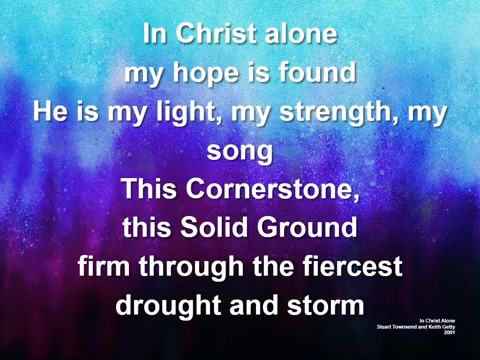 In Christ alone
my hope is found
He is my light, my strength, my
song
This Cornerstone,
this Solid Ground
firm through the fiercest
drought and storm
In Christ Alone
Stuart Townsend and Keith Getty
2001